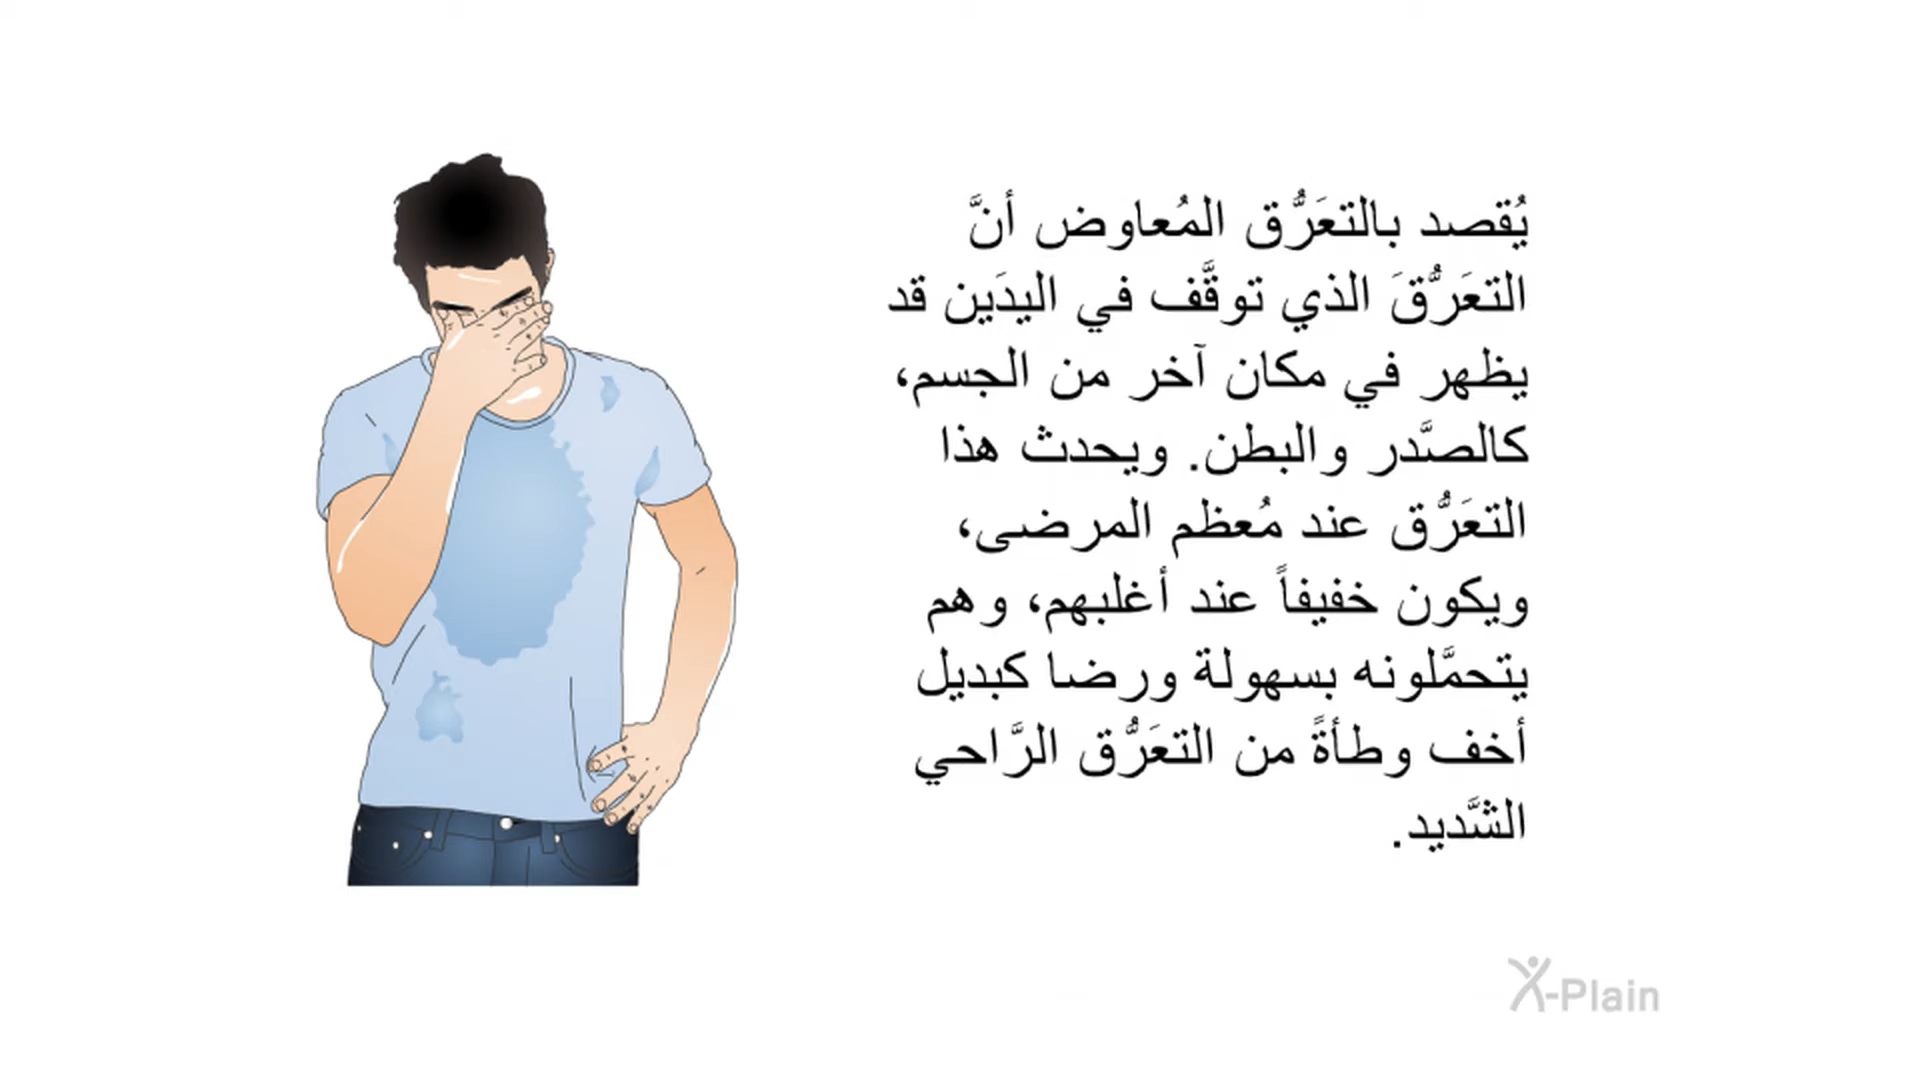 يُقصد بالتعَرُّق المُعاوض أنَّ
التعَرُّقَ الذي توقَّف في اليدَين قد
يظهر في مكان آخر من الجسم،
كالصَّدر والبطن. ويحدث هذا
التعَرُّق عند مُعظم المرضى،
ويكون خفيفاً عند أغلبهم، وهم
يتحمَّلونه بسهولة ورضا كبديل
أخف وطأةً من التعَرُّق الرَّاحي
الشَّديد.
X-Plain